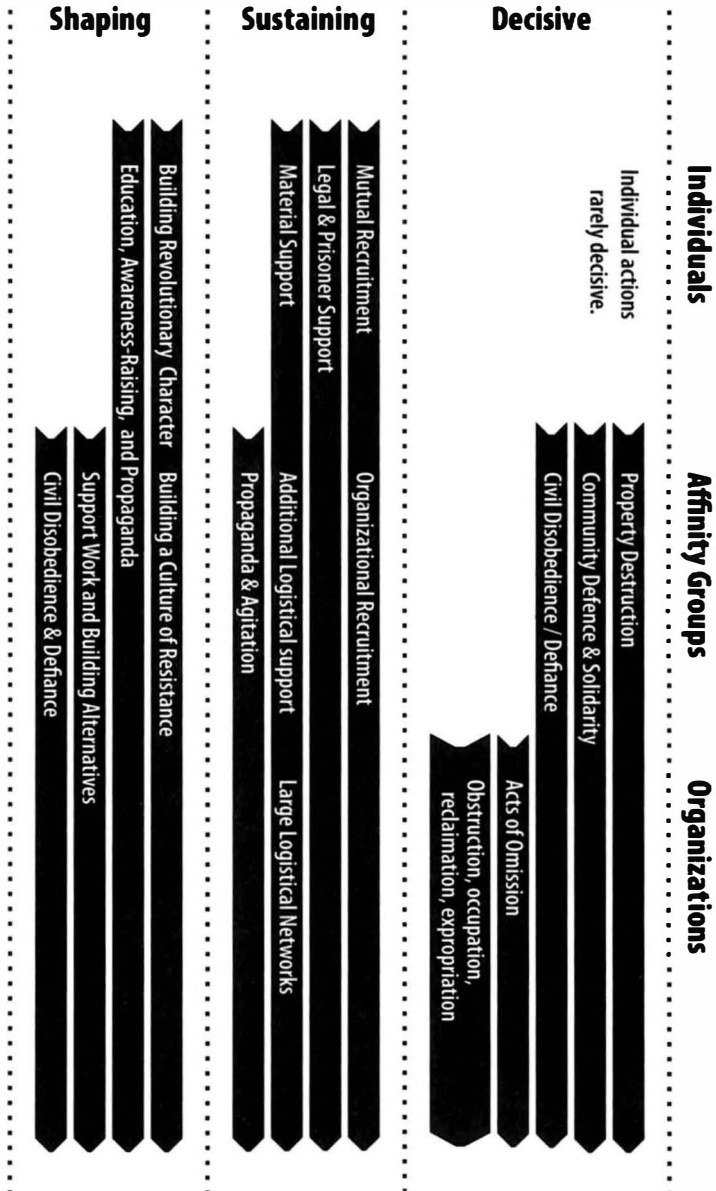 Individuals
Affinity Groups
Organizations
Decisive
Individual actions
rarely decisive.
Property Destruction
Community Defence & Solidarity
Civil Disobedience / Defiance
Acts of Omission
Obstruction, occupation,
reclaimation, expropriation
Sustaining
Mutual Recruitment Organizational Recruitment
Legal & Prisoner Support
Material Support Additional Logistical support Large Logistical Networks
Propaganda & Agitation
Shaping
Building Revolutionary Character Building a Culture of Resistance
Education, Awareness-Raising, and Propaganda
Support Work and Building Alternatives
Civil Disobedience & Defiance